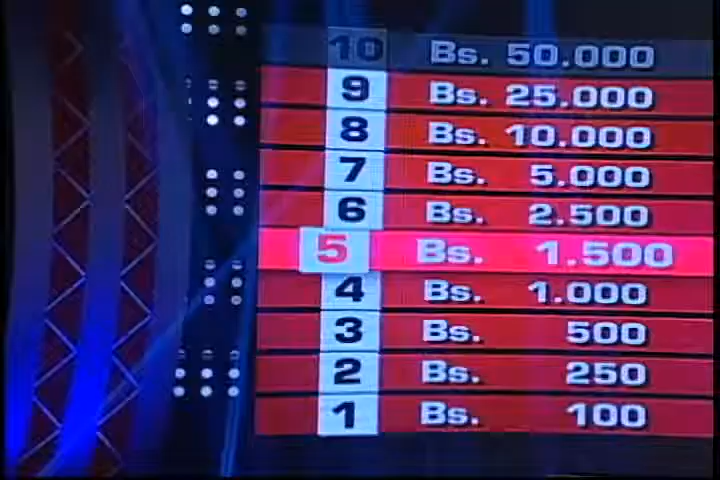 10 Bs. 50.000
9 Bs. 25.000
8 Bs. 10.000
7 Bs. 5.000
6 Bs. 2.500
5 Bs. 1.500
4 Bs. 1.000
3 Bs. 500
2 Bs. 250
1 Bs. 100